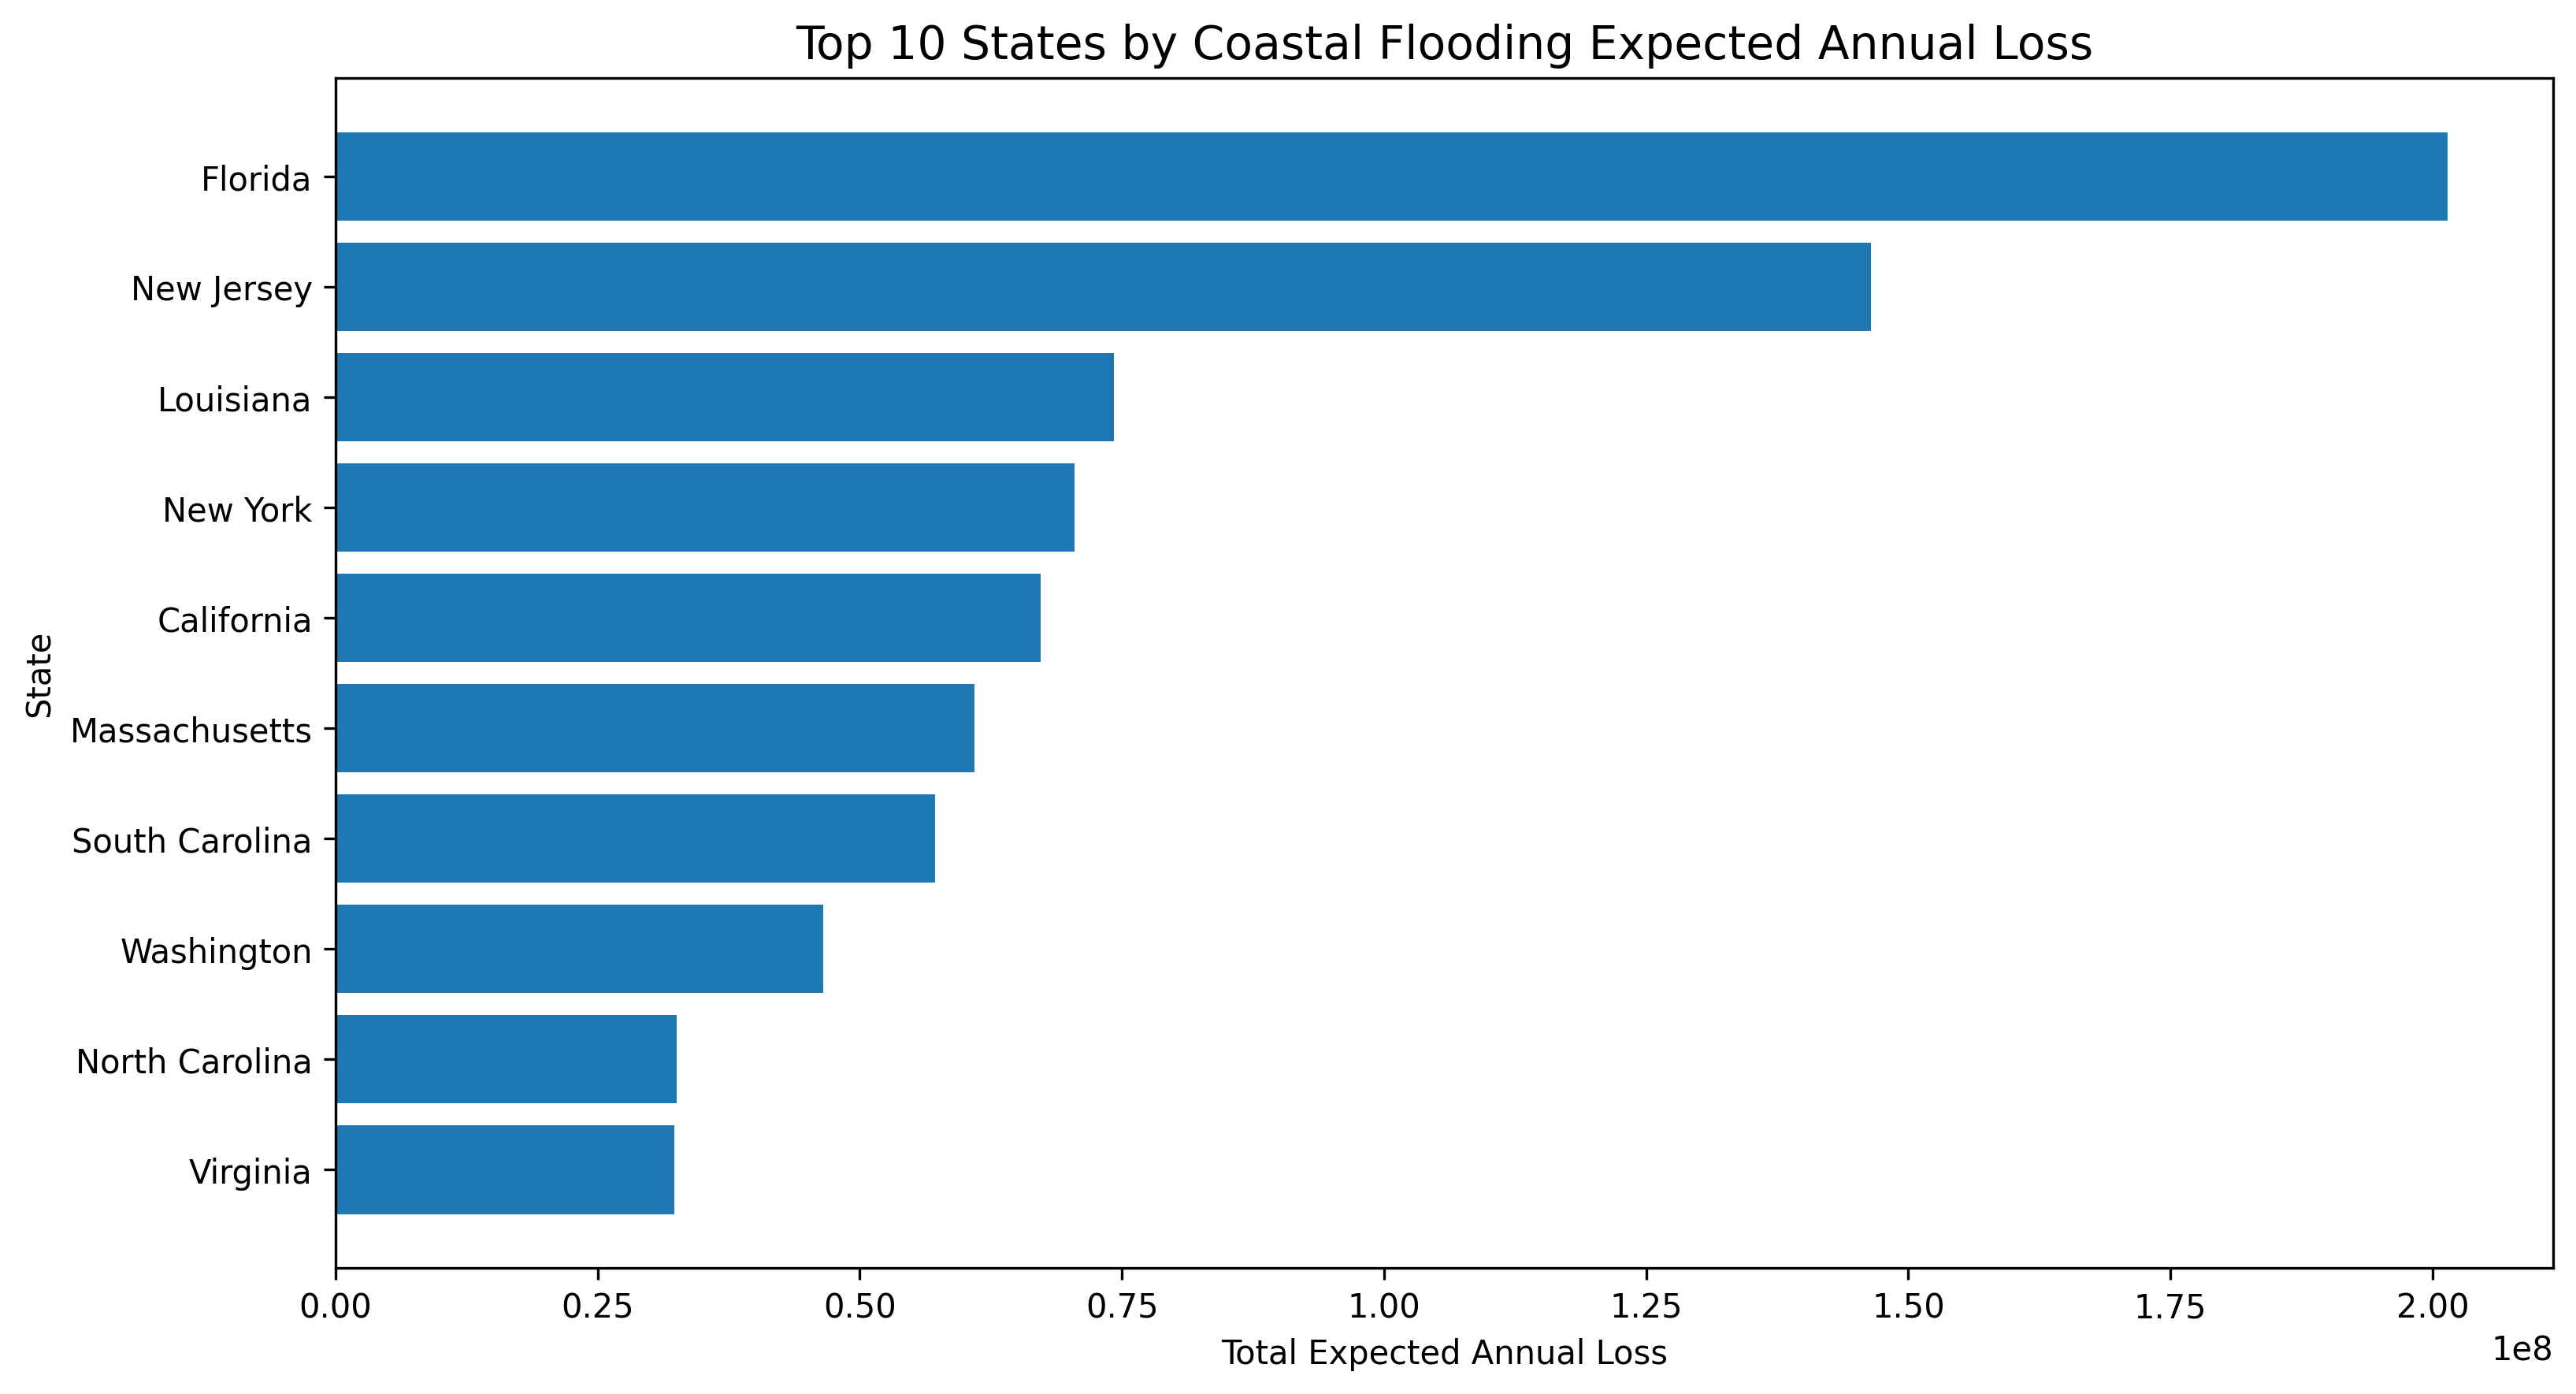 Top 10 States by Coastal Flooding Expected Annual Loss
Florida
New Jersey
Louisiana
New York
California
Massachusetts
South Carolina
Washington
North Carolina
Virginia
State
0.00 0.25 0.50 0.75 1.00 1.25 1.50 1.75 2.00
1e8
Total Expected Annual Loss